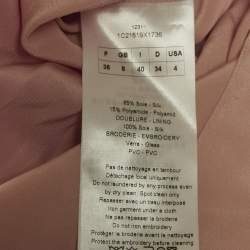 F GB I D USA
36 8 40 34 4
85% Soie - Silk
15% Polyamide - Polyamid
DOUBLURE - LINING
100% Soie - Silk
BRODERIE - EMBROIDERY
Verre - Glass
PVC - PVC
Pas de nettoyage en tambour
Détachage local uniquement
Do not laundered by any process even
by dry clean. Spot clean only
Repasser avec un tissu interposé
Iron garment under a cloth
Ne pas repasser la broderie
Do not iron embroidery
Protéger la broderie avant le nettoyage
Protect the embroidery before cleaning